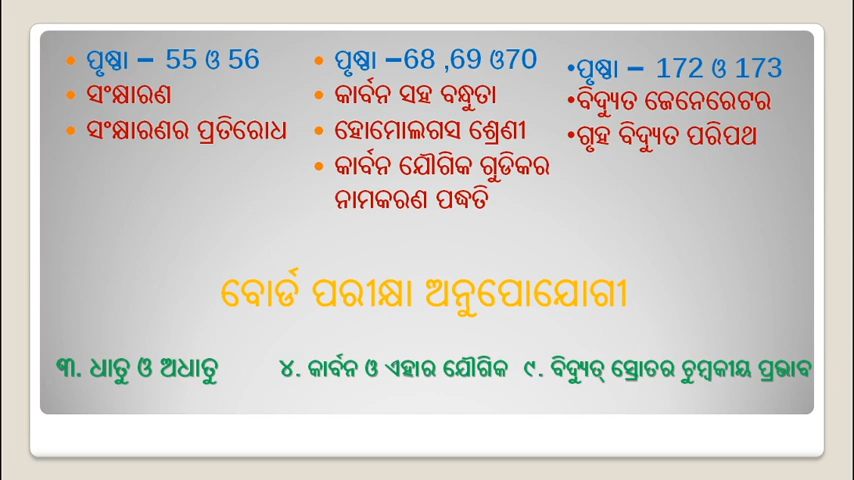 ପୃଷ୍ଠା – 55 ଓ 56
ସଂକ୍ଷାରଣ
ସଂକ୍ଷାରଣର ପ୍ରତିରୋଧ
ପୃଷ୍ଠା –68 ,69 ଓ70
କାର୍ବନ ସହ ବନ୍ଧୁତା
ହୋମୋଲଗସ ଶ୍ରେଣୀ
କାର୍ବନ ଯୌଗିକ ଗୁଡିକର
ନାମକରଣ ପଦ୍ଧତି
ପୃଷ୍ଠା – 172 ଓ 173
ବିଦ୍ୟୁତ ଜେନେରେଟର
ଗୃହ ବିଦ୍ୟୁତ ପରିପଥ
ବୋର୍ଡ ପରୀକ୍ଷା ଅନୁପୋଯୋଗୀ
୩. ଧାତୁ ଓ ଅଧାତୁ
୪. କାର୍ବନ ଓ ଏହାର ଯୌଗିକ
୯. ବିଦ୍ୟୁତ୍ ସ୍ରୋତର ଚୁମ୍ବକୀୟ ପ୍ରଭାବ